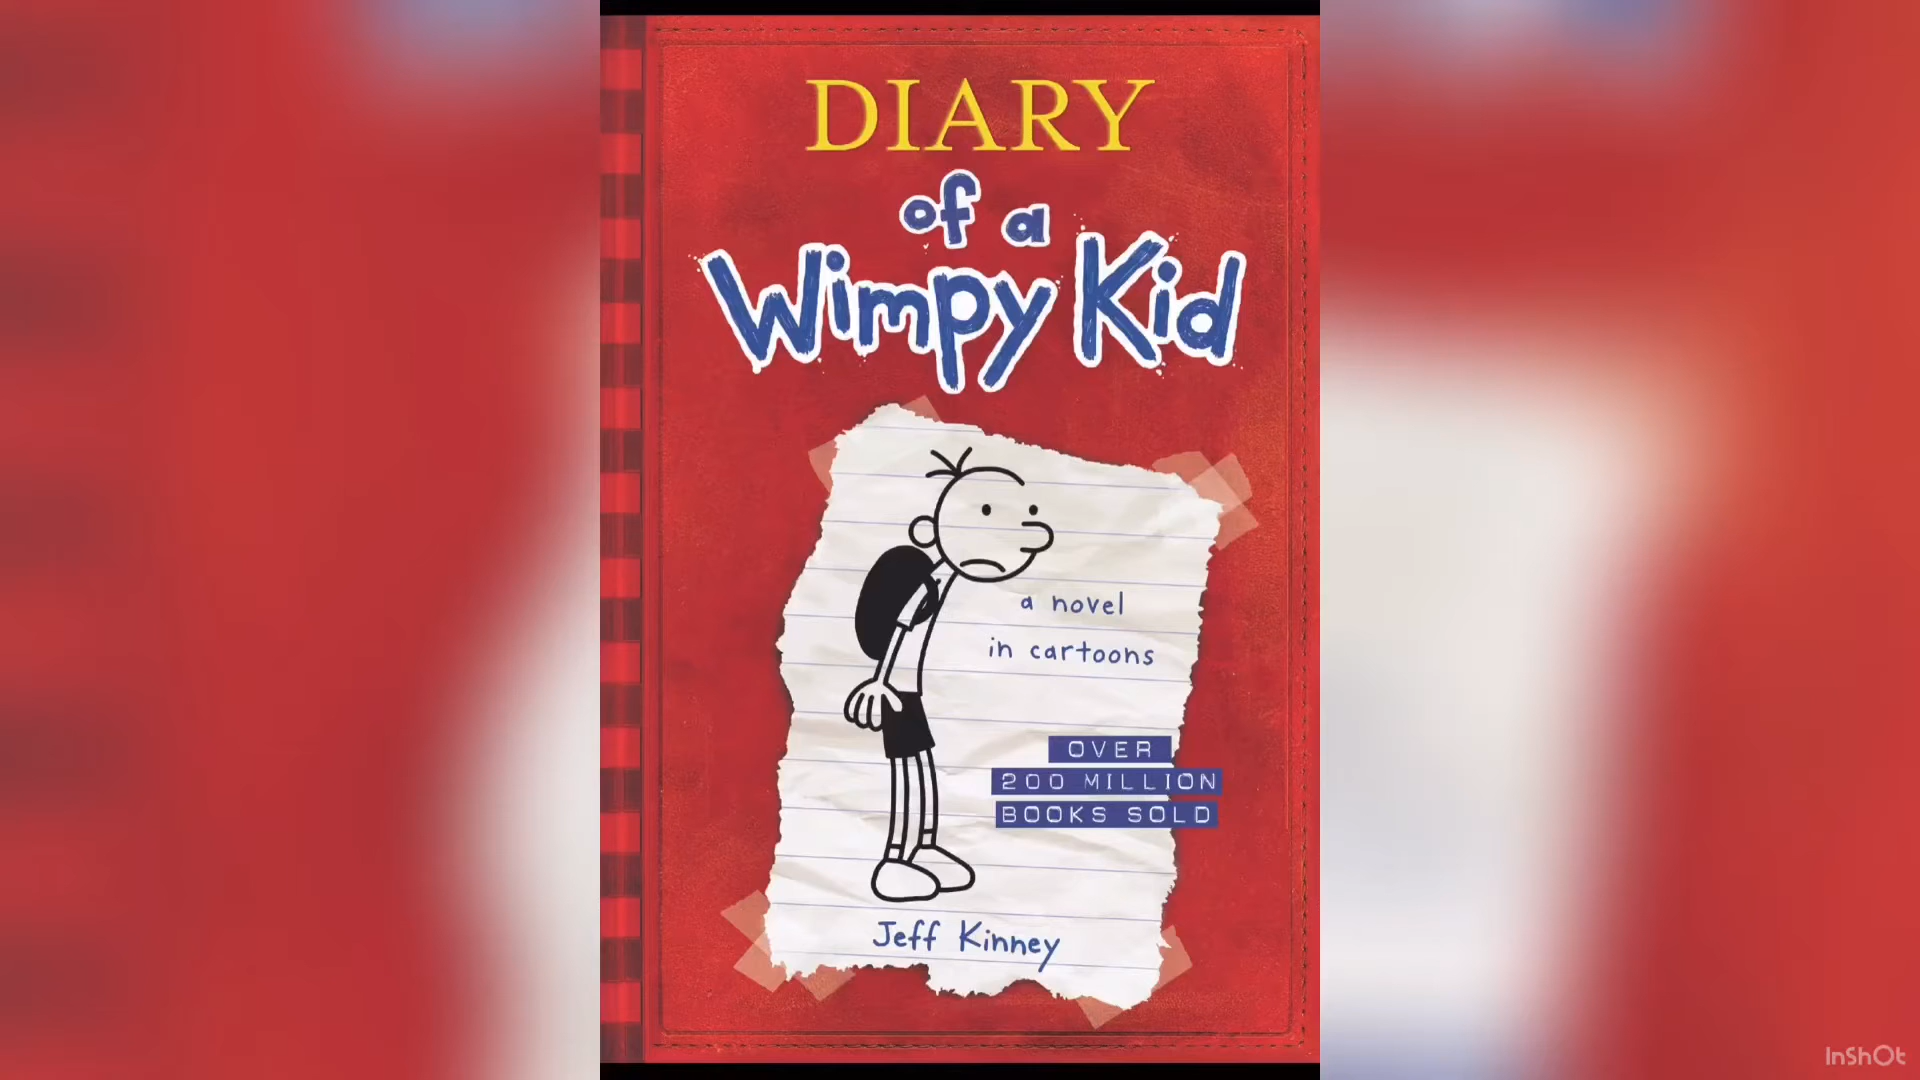 DIARY
of a
Wimpy Kid
a novel
in cartoons
OVER
200 MILLION
BOOKS SOLD
Jeff Kinney
InShOt